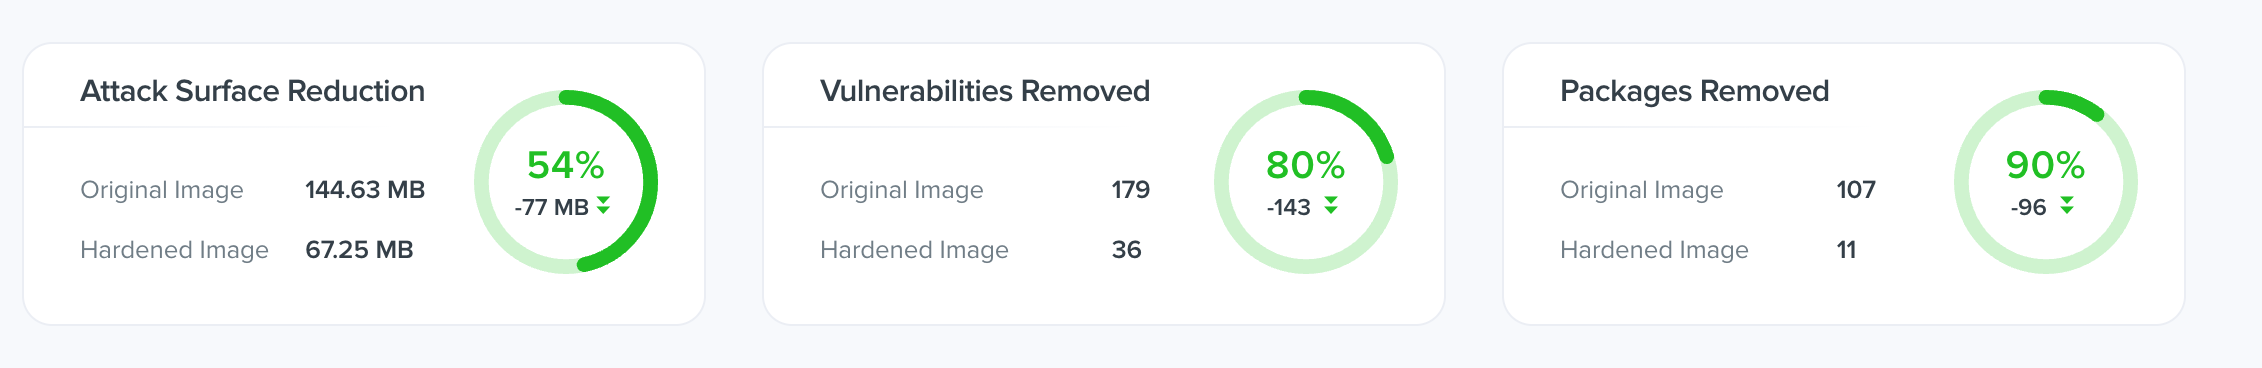 Attack Surface Reduction
Original Image 144.63 MB
Hardened Image 67.25 MB
54%
-77 MB
Vulnerabilities Removed
Original Image 179
Hardened Image 36
80%
-143
Packages Removed
Original Image 107
Hardened Image 11
90%
-96